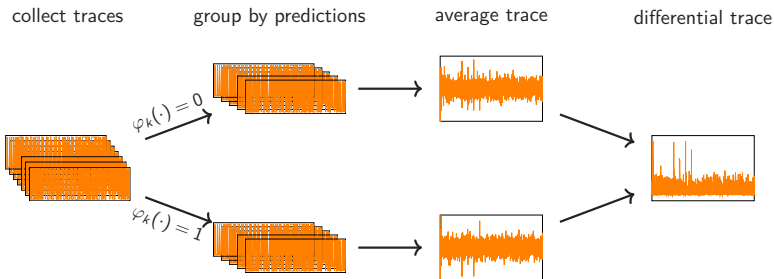 collect traces
group by predictions
average trace
differential trace
φₖ(·) = 0
φₖ(·) = 1